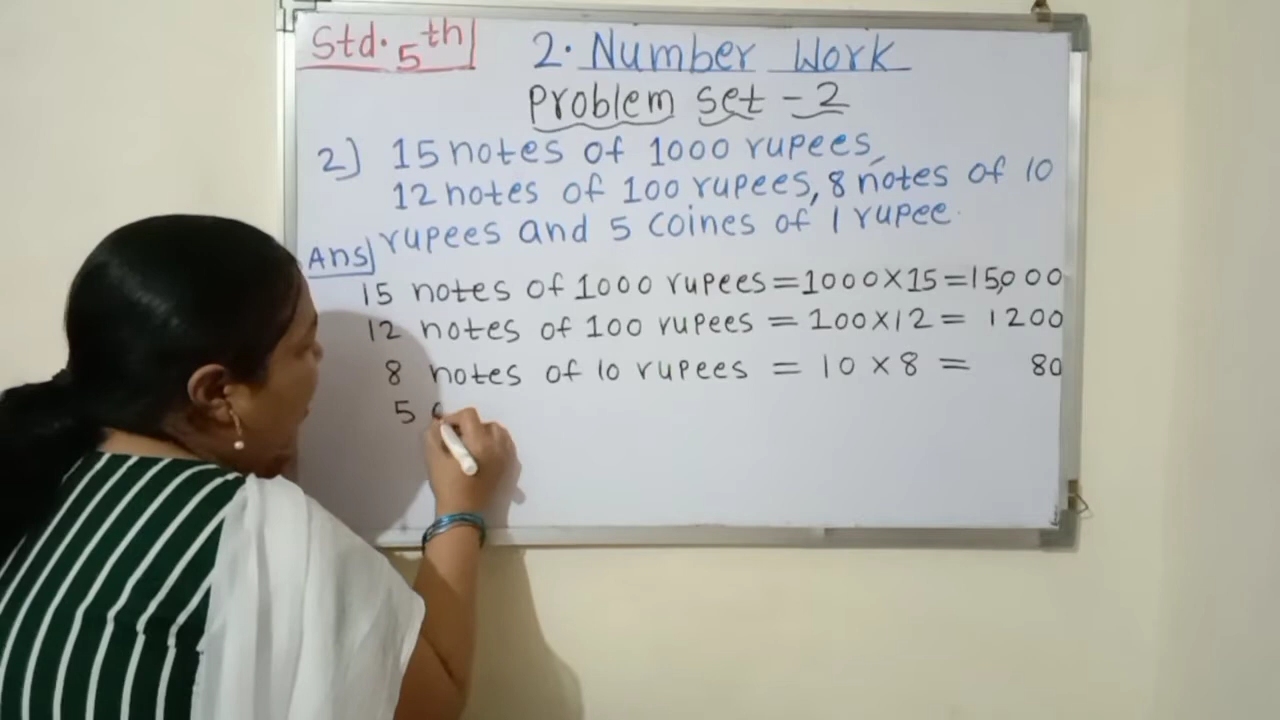 Std. 5th
2. Number Work
Problem set - 2
2) 15 notes of 1000 rupees,
12 notes of 100 rupees, 8 notes of 10
rupees and 5 coines of 1 rupee.
Ans
15 notes of 1000 rupees = 1000 × 15 = 15,000
12 notes of 100 rupees = 100 × 12 = 1200
8 notes of 10 rupees = 10 × 8 = 80
5 c